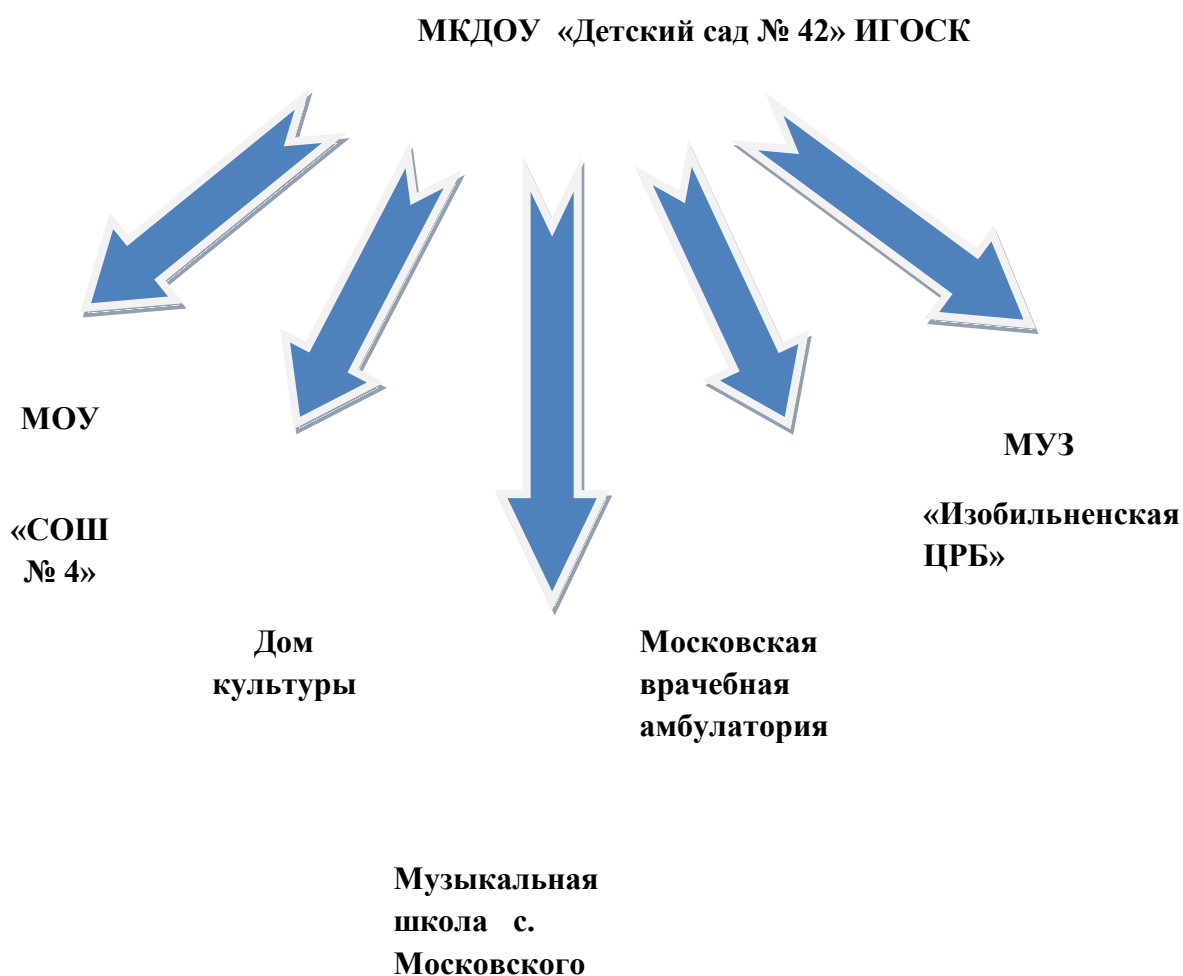 МКДОУ «Детский сад № 42» ИГОСК
МОУ
«СОШ
№ 4»
МУЗ
«Изобильненская
ЦРБ»
Дом
культуры
Московская
врачебная
амбулатория
Музыкальная
школа с.
Московского